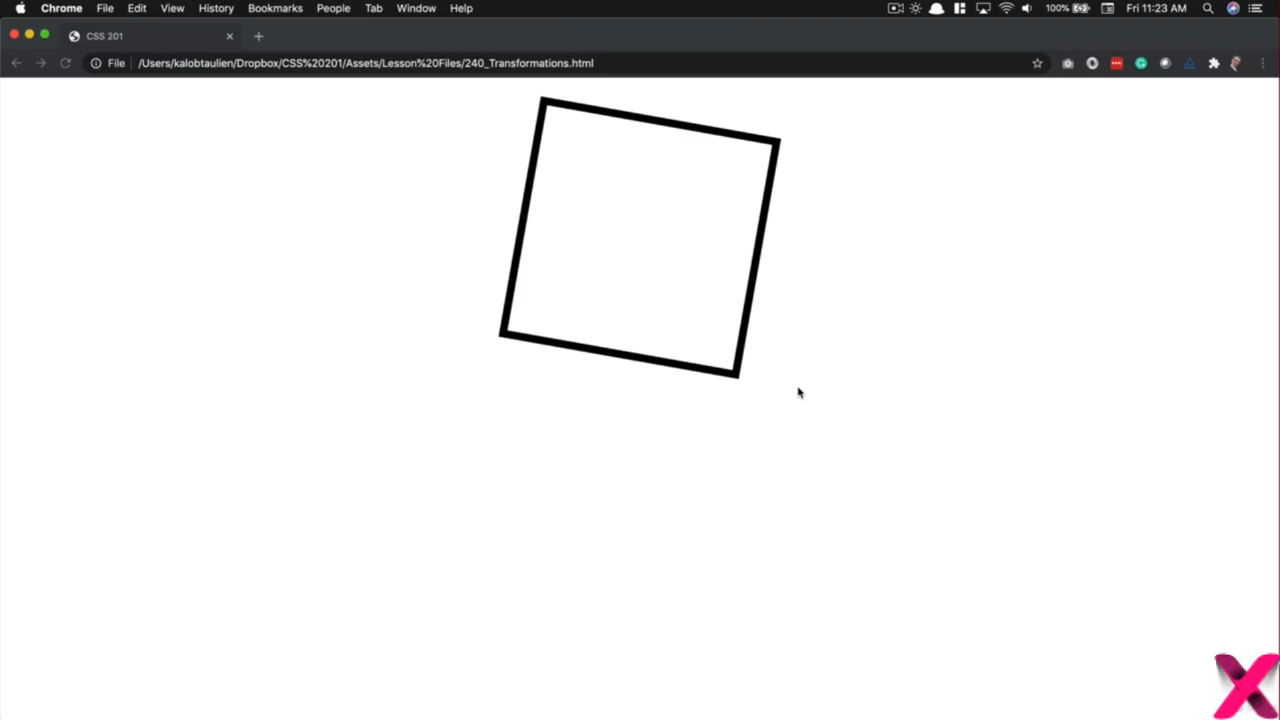 Chrome File Edit View History Bookmarks People Tab Window Help 100% Fri 11:23 AM
CSS 201
File /Users/kalobtaulien/Dropbox/CSS%20201/Assets/Lesson%20Files/240_Transformations.html
X